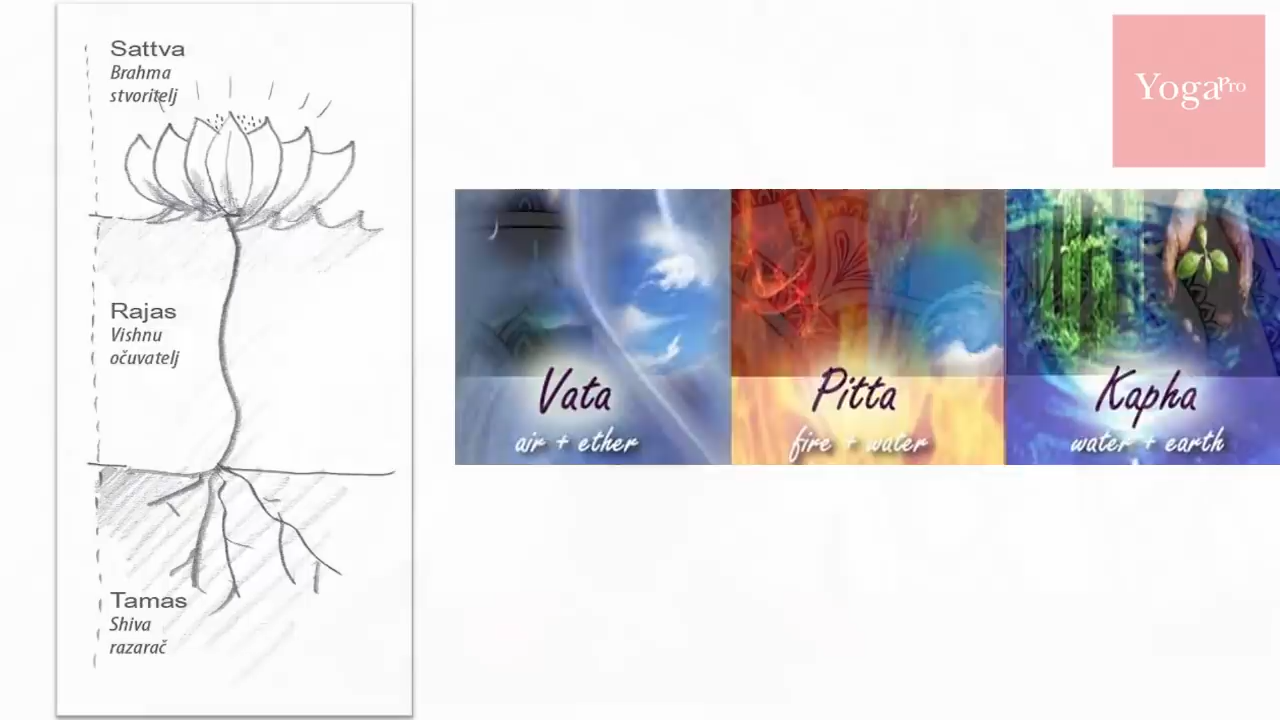 Sattva
Brahma
stvoritelj
Rajas
Vishnu
očuvatelj
Tamas
Shiva
razarač
YogaPro
Vata
air + ether
Pitta
fire + water
Kapha
water + earth